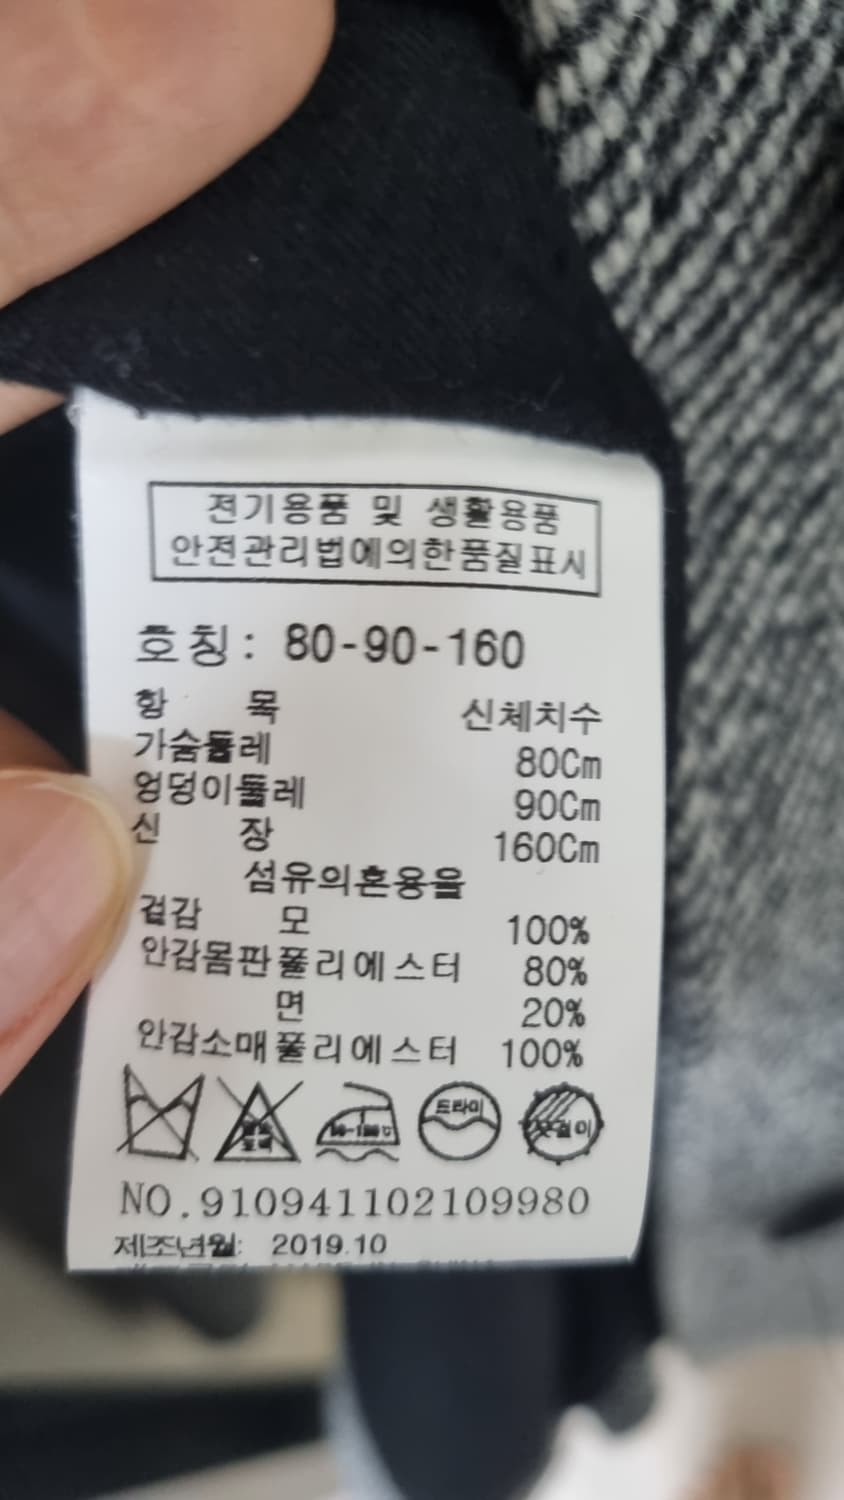 전기용품 및 생활용품
안전관리법에의한품질표시
호칭: 80-90-160
항 목 신체치수
가슴둘레 80Cm
엉덩이둘레 90Cm
신 장 160Cm
섬유의혼용율
겉감 모 100%
안감몸판폴리에스터 80%
면 20%
안감소매폴리에스터 100%
드라이
옷걸이
NO.910941102109980
제조년월: 2019.10